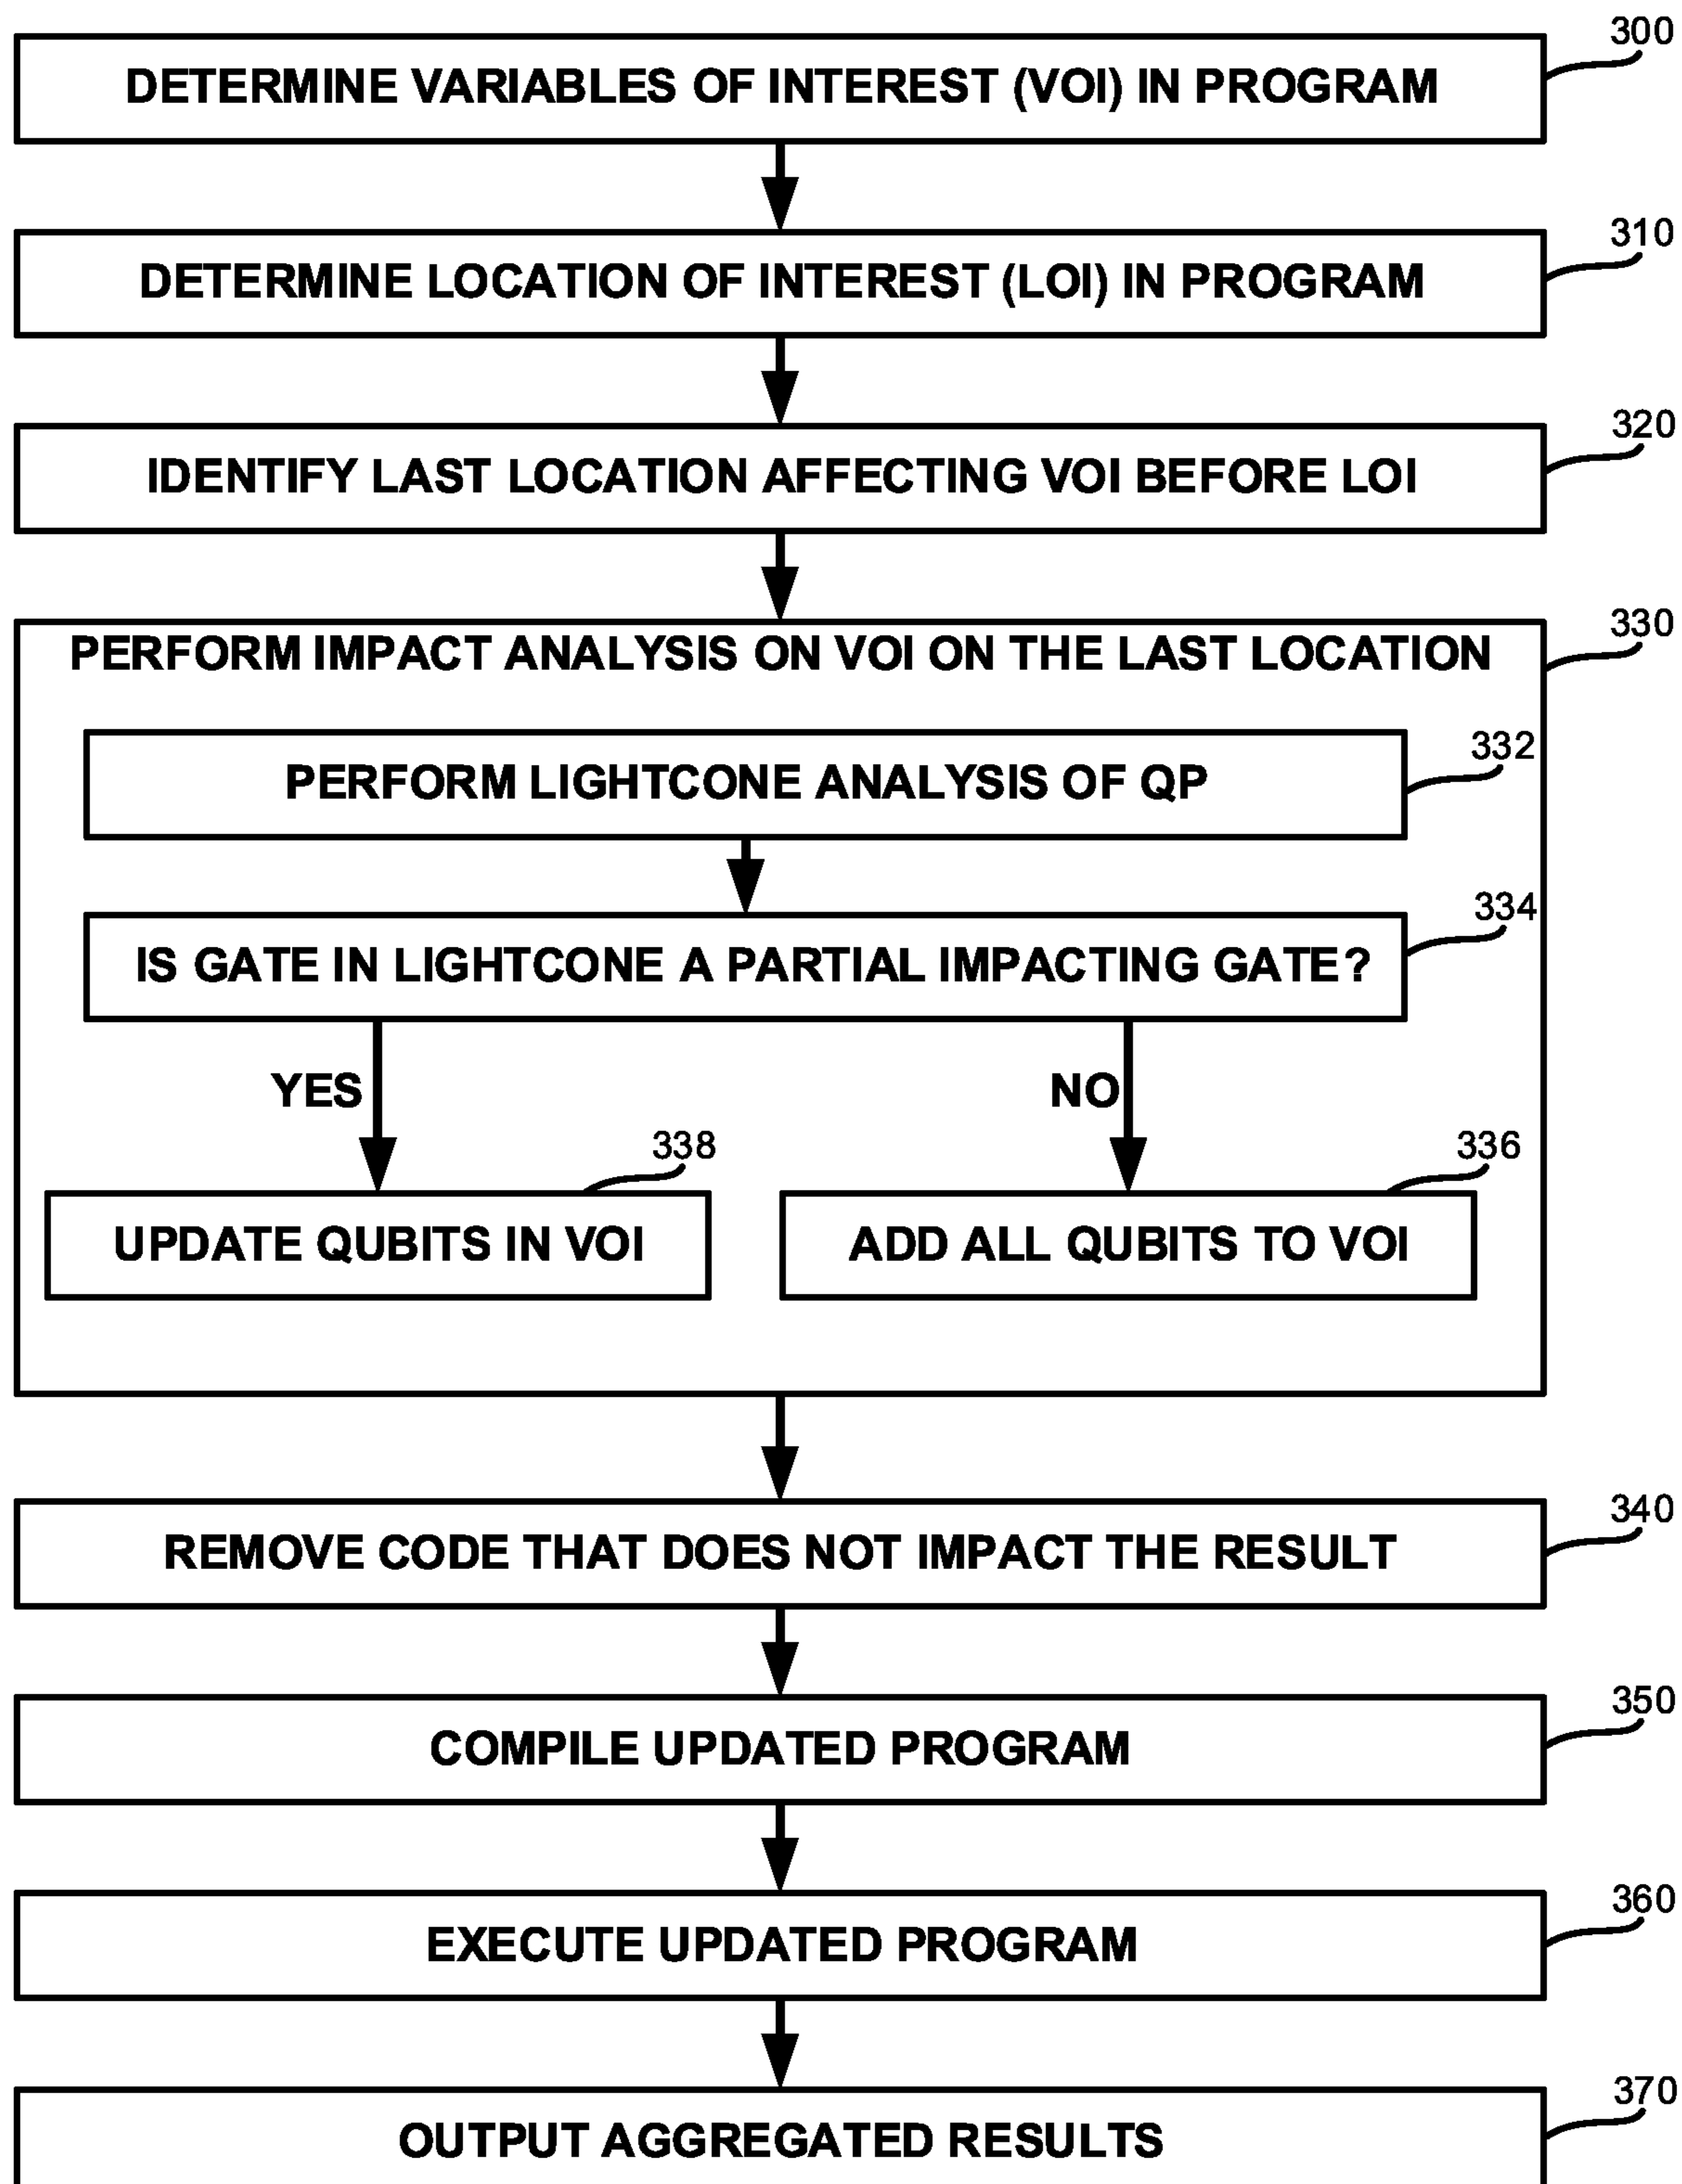 300
DETERMINE VARIABLES OF INTEREST (VOI) IN PROGRAM
310
DETERMINE LOCATION OF INTEREST (LOI) IN PROGRAM
320
IDENTIFY LAST LOCATION AFFECTING VOI BEFORE LOI
330
PERFORM IMPACT ANALYSIS ON VOI ON THE LAST LOCATION
332
PERFORM LIGHTCONE ANALYSIS OF QP
334
IS GATE IN LIGHTCONE A PARTIAL IMPACTING GATE?
YES
NO
338
336
UPDATE QUBITS IN VOI
ADD ALL QUBITS TO VOI
340
REMOVE CODE THAT DOES NOT IMPACT THE RESULT
350
COMPILE UPDATED PROGRAM
360
EXECUTE UPDATED PROGRAM
370
OUTPUT AGGREGATED RESULTS